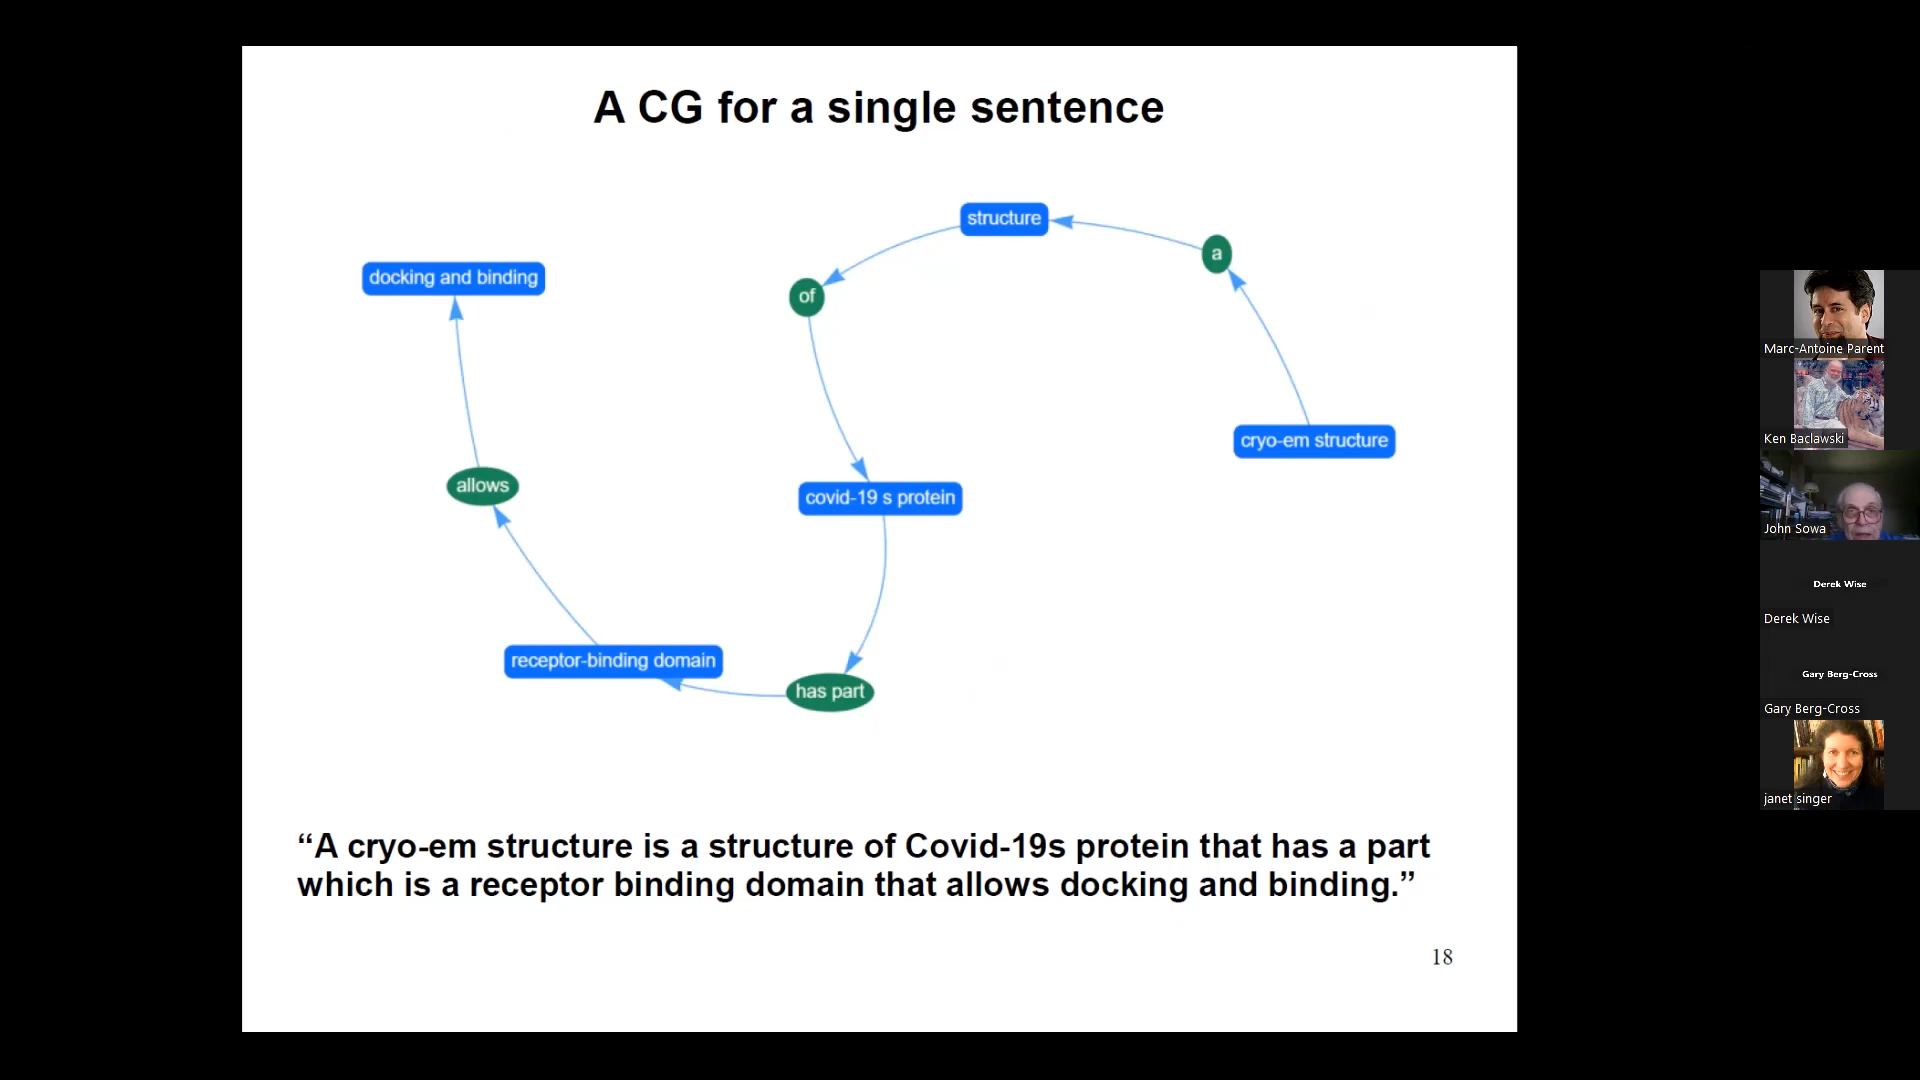 A CG for a single sentence
structure
a
docking and binding
of
cryo-em structure
allows
covid-19 s protein
receptor-binding domain
has part
“A cryo-em structure is a structure of Covid-19s protein that has a part
which is a receptor binding domain that allows docking and binding.”
18
Marc-Antoine Parent
Ken Baclawski
John Sowa
Derek Wise
Derek Wise
Gary Berg-Cross
Gary Berg-Cross
janet singer